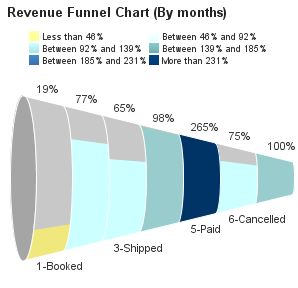 Revenue Funnel Chart (By months)
Less than 46%
Between 46% and 92%
Between 92% and 139%
Between 139% and 185%
Between 185% and 231%
More than 231%
19%
77%
65%
98%
265%
75%
100%
1-Booked
3-Shipped
5-Paid
6-Cancelled